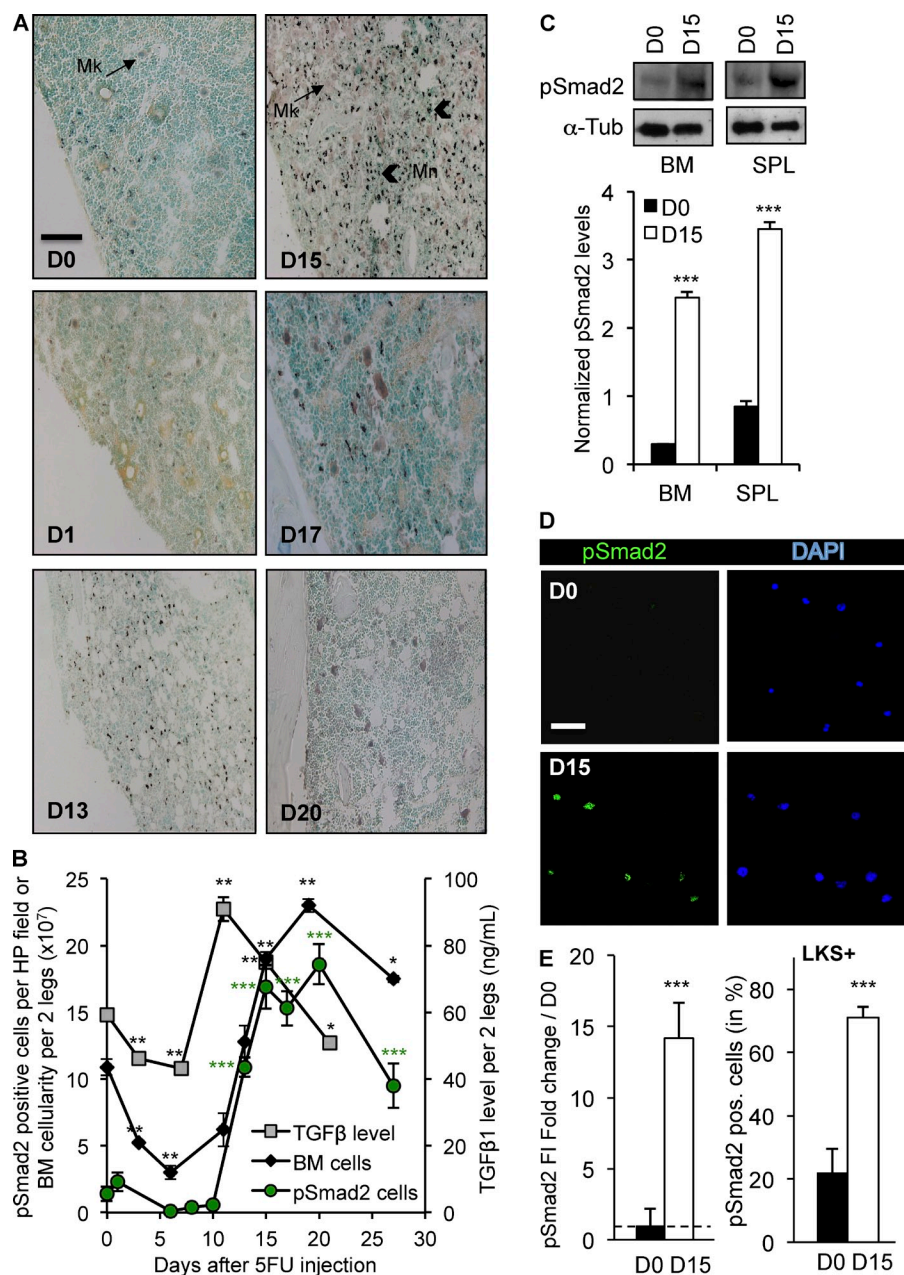 A
Mk
D0
Mk
Mn
D15
D1
D17
D13
D20
B
pSmad2 positive cells per HP field or
BM cellularity per 2 legs (x10⁷)
25
20
15
10
5
0
**
**
**
**
**
**
**
*
*
***
***
***
***
***
100
80
60
40
20
0
TGFβ1 level per 2 legs (ng/mL)
TGFβ level
BM cells
pSmad2 cells
0 5 10 15 20 25 30
Days after 5FU injection
C
D0 D15 D0 D15
pSmad2
α-Tub
BM SPL
Normalized pSmad2 levels
4
3
2
1
0
D0
D15
***
***
BM SPL
D
pSmad2 DAPI
D0
D15
E
pSmad2 FI Fold change / D0
20
15
10
5
0
***
D0 D15
LKS+
pSmad2 pos. cells (in %)
80
60
40
20
0
***
D0 D15